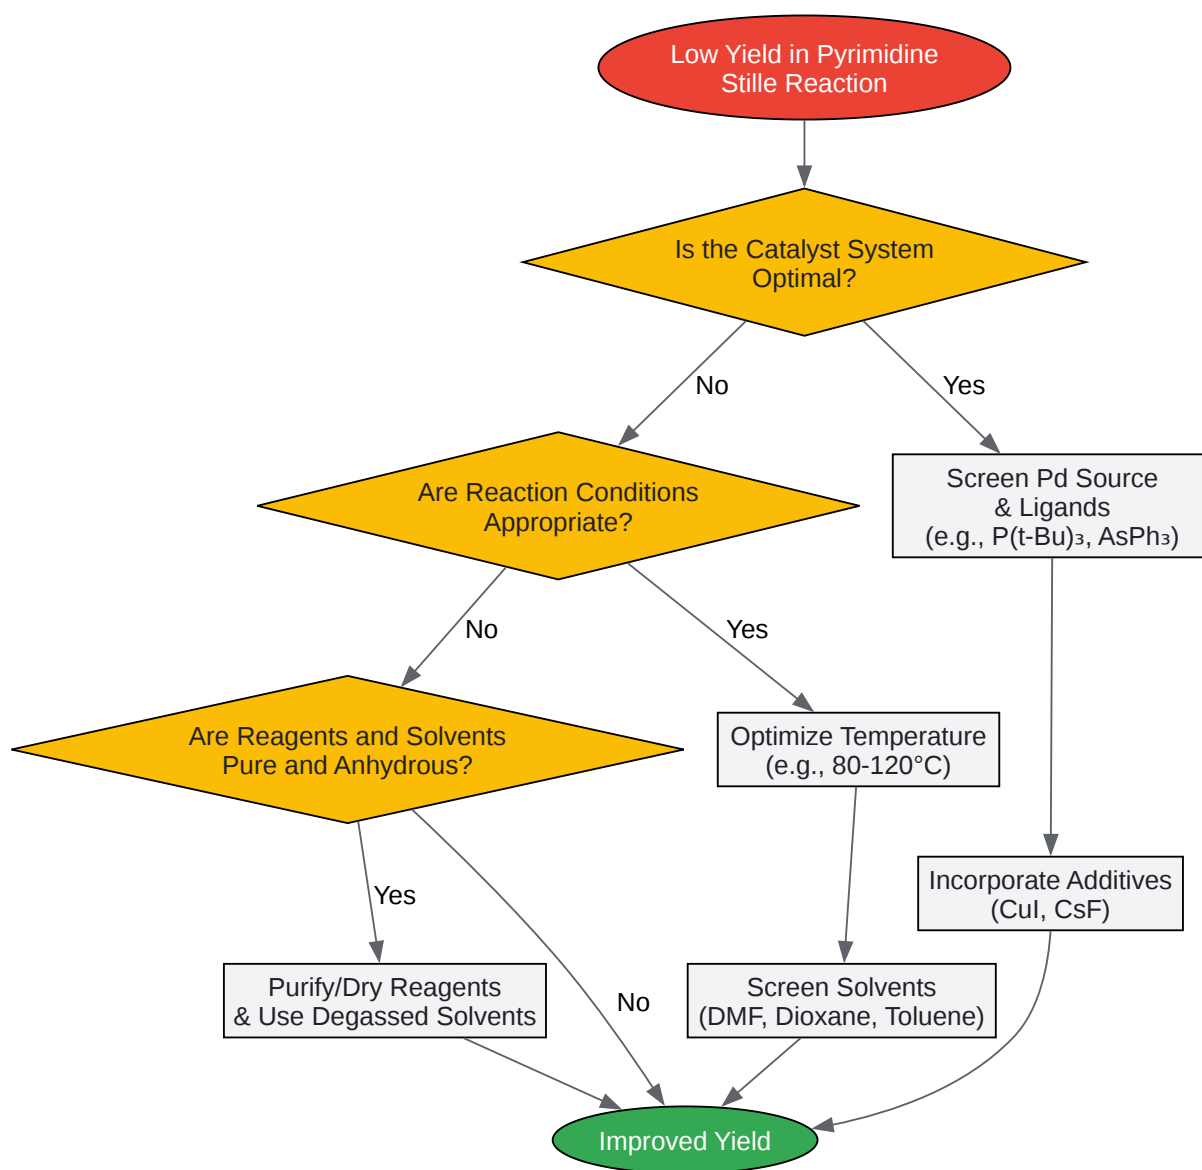 Low Yield in Pyrimidine
Stille Reaction
Is the Catalyst System
Optimal?
No
Yes
Are Reaction Conditions
Appropriate?
Screen Pd Source
& Ligands
(e.g., P(t-Bu)₃, AsPh₃)
No
Yes
Are Reagents and Solvents
Pure and Anhydrous?
Optimize Temperature
(e.g., 80-120°C)
Yes
Incorporate Additives
(CuI, CsF)
Purify/Dry Reagents
& Use Degassed Solvents
No
Screen Solvents
(DMF, Dioxane, Toluene)
Improved Yield